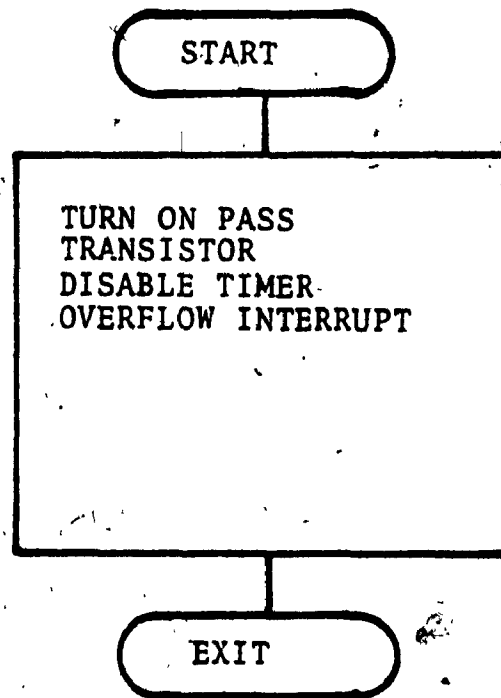 START
TURN ON PASS
TRANSISTOR
DISABLE TIMER
OVERFLOW INTERRUPT
EXIT